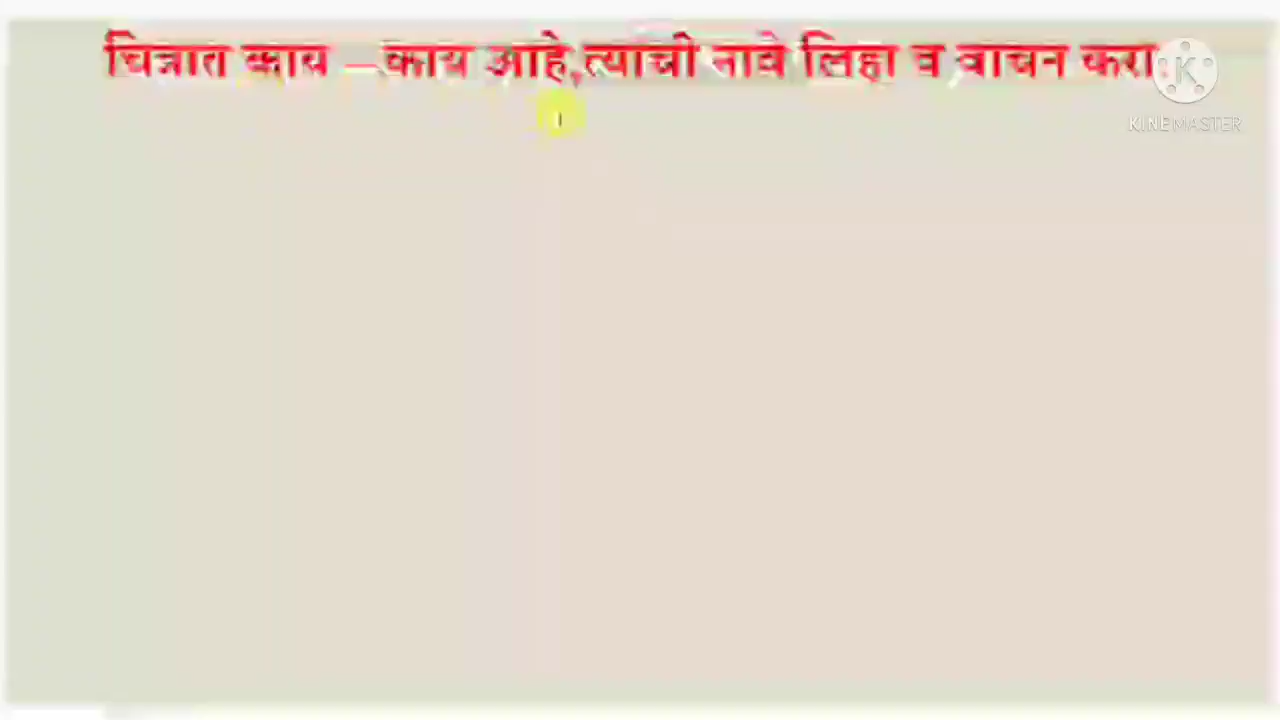 चित्रात काय –काय आहे,त्यांची नावे लिहा व वाचन करा.
K
KINEMASTER